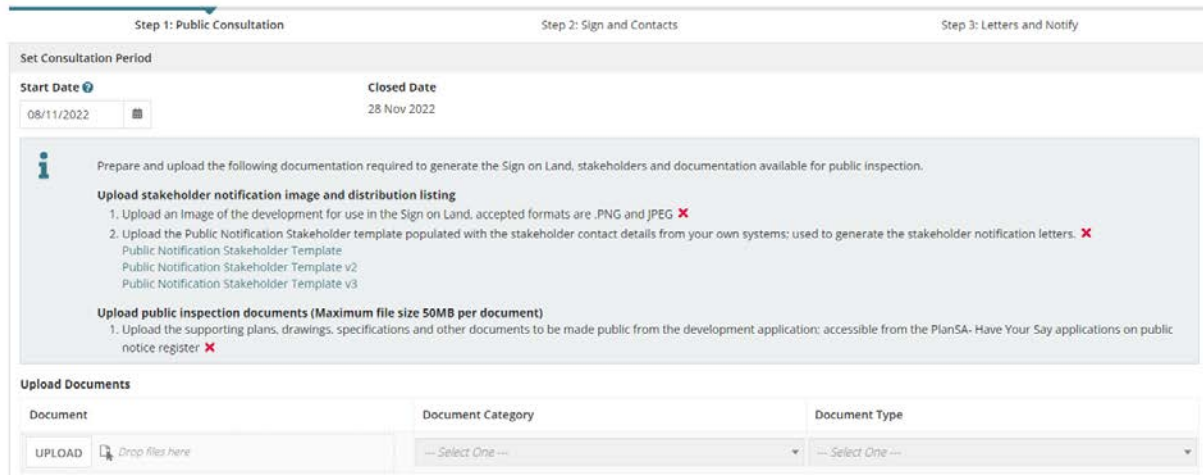 Step 1: Public Consultation
Step 2: Sign and Contacts
Step 3: Letters and Notify
Set Consultation Period
Start Date
Closed Date
08/11/2022
28 Nov 2022
Prepare and upload the following documentation required to generate the Sign on Land, stakeholders and documentation available for public inspection.
Upload stakeholder notification image and distribution listing
1. Upload an Image of the development for use in the Sign on Land, accepted formats are .PNG and JPEG
2. Upload the Public Notification Stakeholder template populated with the stakeholder contact details from your own systems; used to generate the stakeholder notification letters.
Public Notification Stakeholder Template
Public Notification Stakeholder Template v2
Public Notification Stakeholder Template v3
Upload public inspection documents (Maximum file size 50MB per document)
1. Upload the supporting plans, drawings, specifications and other documents to be made public from the development application; accessible from the PlanSA- Have Your Say applications on public
notice register
Upload Documents
Document
Document Category
Document Type
UPLOAD
Drop files here
--- Select One ---
--- Select One ---